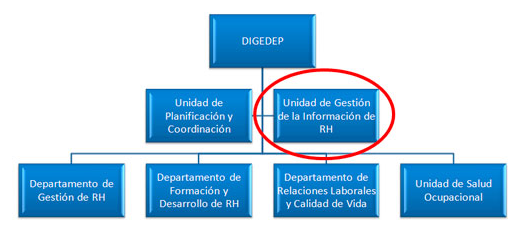 DIGEDEP
Unidad de
Planificación y
Coordinación
Unidad de Gestión
de la Información de
RH
Departamento de
Gestión de RH
Departamento de
Formación y
Desarrollo de RH
Departamento de
Relaciones Laborales
y Calidad de Vida
Unidad de Salud
Ocupacional